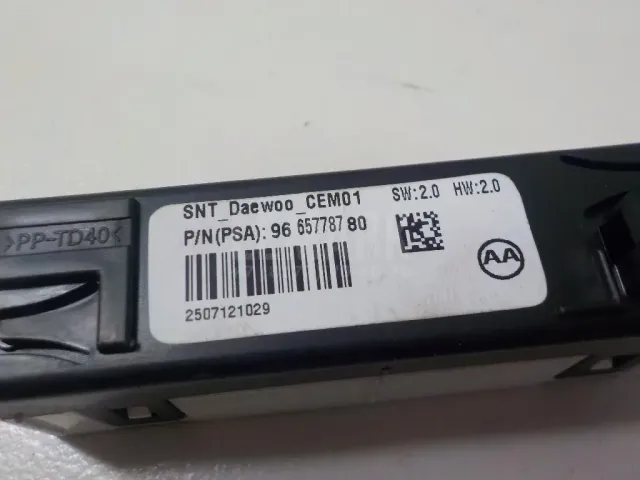 SNT_Daewoo_CEM01 SW:2.0 HW:2.0
P/N(PSA): 96 657787 80
AA
2507121029
>PP-TD40<